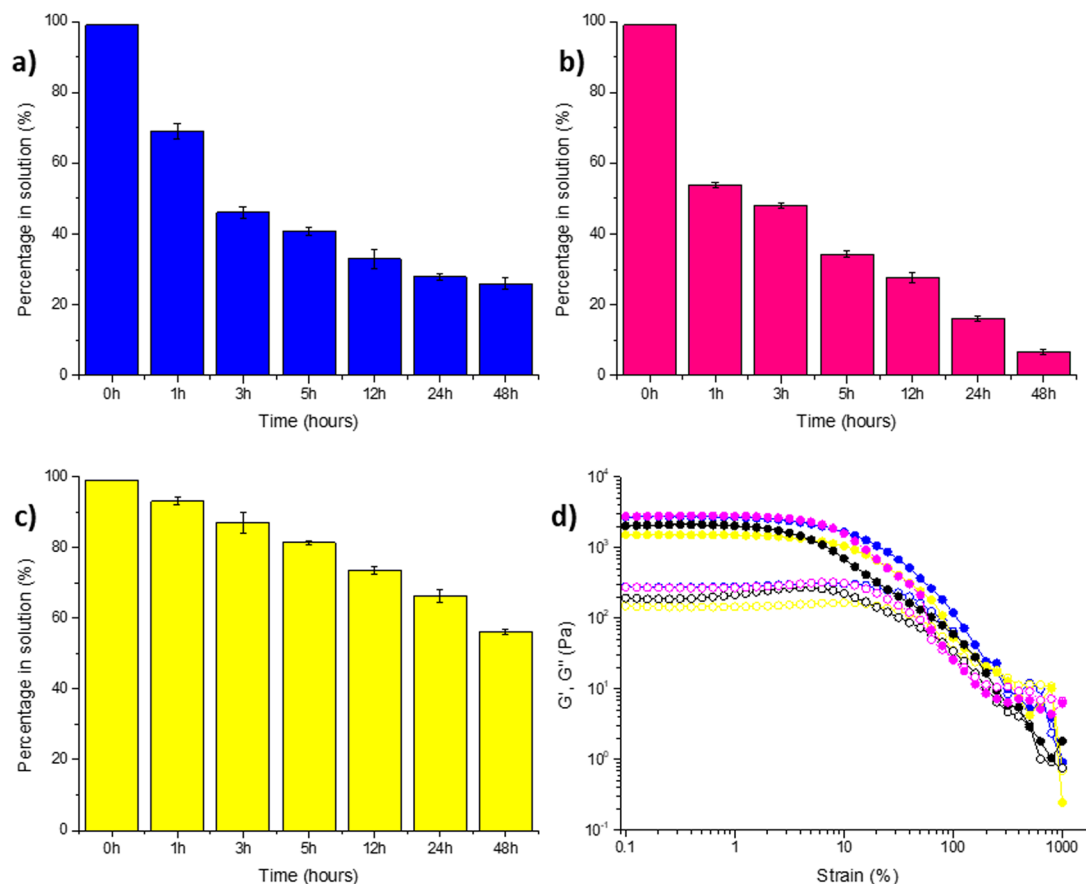 a)
Percentage in solution (%)
100
80
60
40
20
0
0h 1h 3h 5h 12h 24h 48h
Time (hours)
b)
Percentage in solution (%)
100
80
60
40
20
0
0h 1h 3h 5h 12h 24h 48h
Time (hours)
c)
Percentage in solution (%)
100
80
60
40
20
0
0h 1h 3h 5h 12h 24h 48h
Time (hours)
d)
G', G'' (Pa)
10⁴
10³
10²
10¹
10⁰
10⁻¹
0.1 1 10 100 1000
Strain (%)